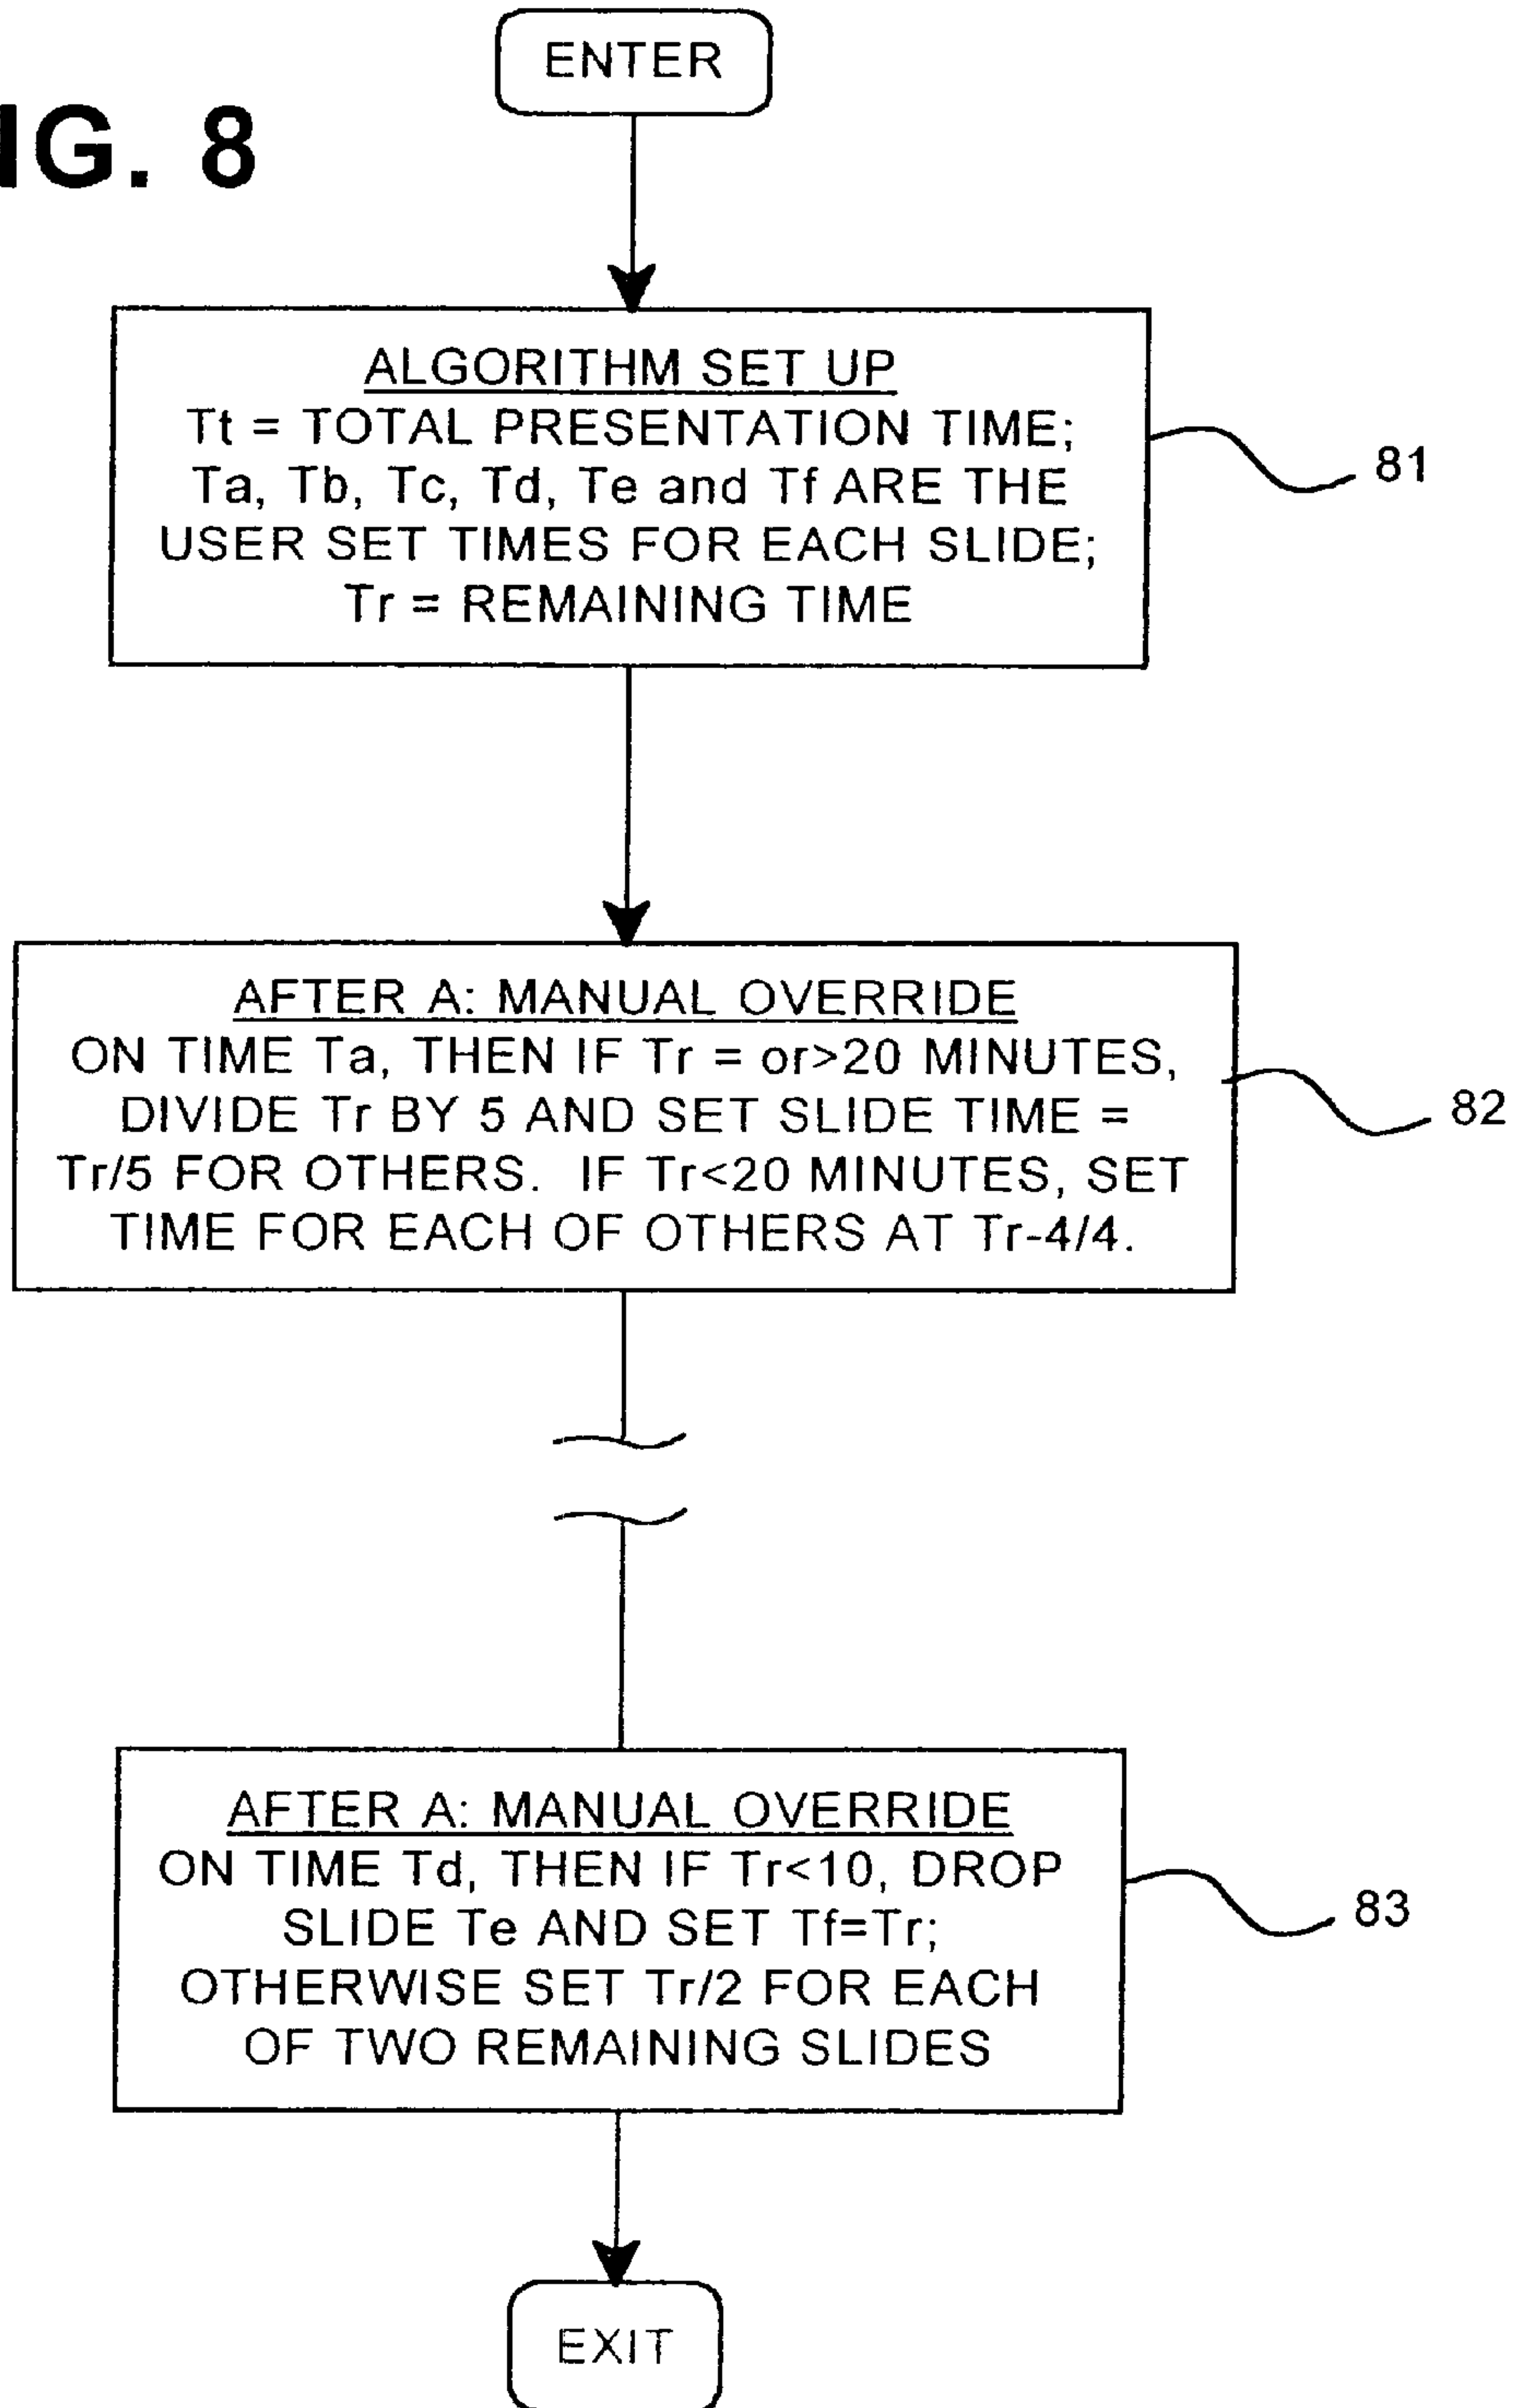 IG. 8
ENTER
ALGORITHM SET UP
Tt = TOTAL PRESENTATION TIME;
Ta, Tb, Tc, Td, Te and Tf ARE THE
USER SET TIMES FOR EACH SLIDE;
Tr = REMAINING TIME
81
AFTER A: MANUAL OVERRIDE
ON TIME Ta, THEN IF Tr = or>20 MINUTES,
DIVIDE Tr BY 5 AND SET SLIDE TIME =
Tr/5 FOR OTHERS. IF Tr<20 MINUTES, SET
TIME FOR EACH OF OTHERS AT Tr-4/4.
82
AFTER A: MANUAL OVERRIDE
ON TIME Td, THEN IF Tr<10, DROP
SLIDE Te AND SET Tf=Tr;
OTHERWISE SET Tr/2 FOR EACH
OF TWO REMAINING SLIDES
83
EXIT